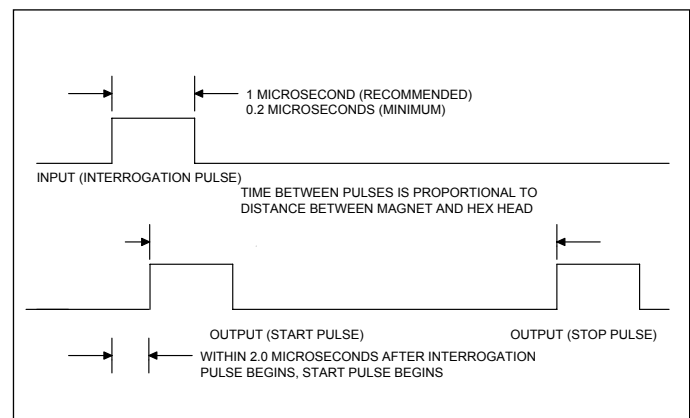 1 MICROSECOND (RECOMMENDED)
0.2 MICROSECONDS (MINIMUM)
INPUT (INTERROGATION PULSE)
TIME BETWEEN PULSES IS PROPORTIONAL TO
DISTANCE BETWEEN MAGNET AND HEX HEAD
OUTPUT (START PULSE)
OUTPUT (STOP PULSE)
WITHIN 2.0 MICROSECONDS AFTER INTERROGATION
PULSE BEGINS, START PULSE BEGINS